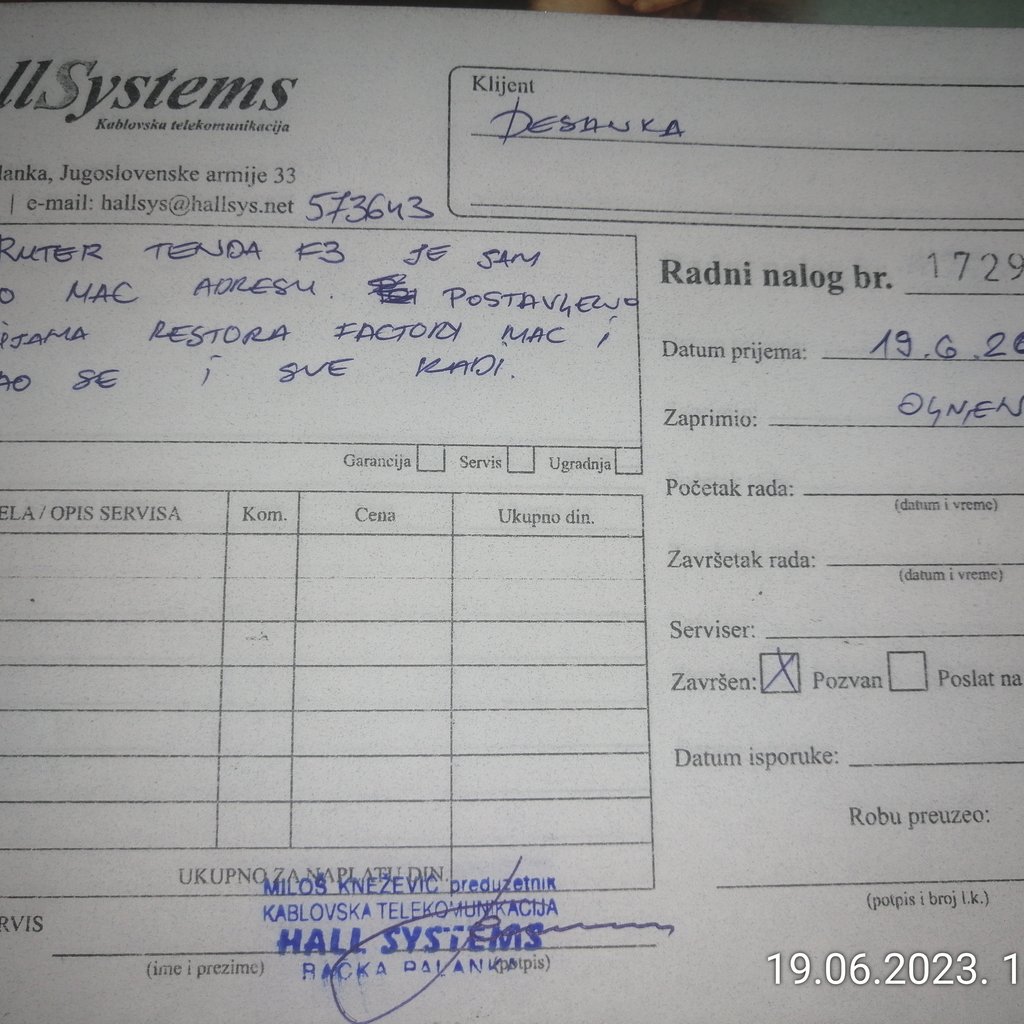 llSystems
Kablovska telekomunikacija
lanka, Jugoslovenske armije 33
| e-mail: hallsys@hallsys.net 573643
Klijent
DESANKA
RUTER TENDA F3 JE SAM
O MAC ADRESU. POSTAVLJENO
RESTORA FACTORY MAC I
AO SE I SVE RADI.
Garancija Servis Ugradnja
Radni nalog br. 1729
Datum prijema: 19.6.20
Zaprimio: OGNJEN
Početak rada:
(datum i vreme)
Završetak rada:
(datum i vreme)
Serviser:
Završen: X Pozvan Poslat na
Datum isporuke:
Robu preuzeo:
(potpis i broj l.k.)
ELA / OPIS SERVISA Kom. Cena Ukupno din.
UKUPNO ZA NAPLATU DIN.
MILOŠ KNEŽEVIĆ preduzetnik
KABLOVSKA TELEKOMUNIKACIJA
HALL SYSTEMS
BAČKA PALANKA
RVIS
(ime i prezime) (potpis)
19.06.2023. 1